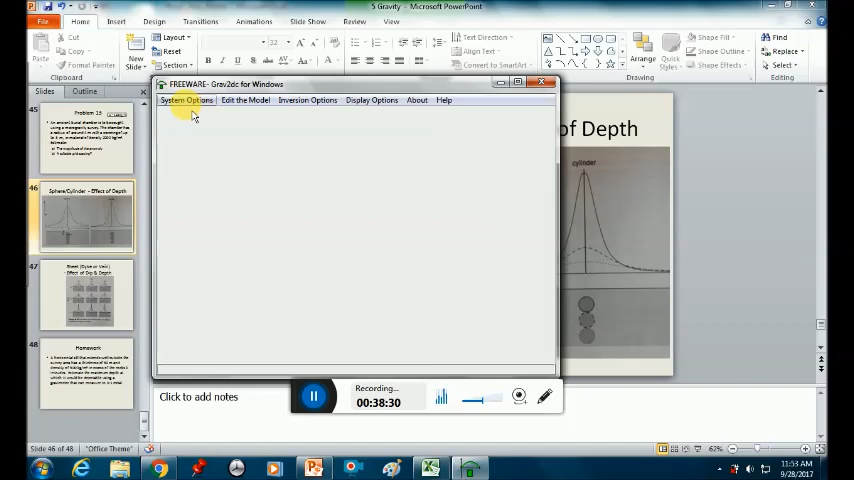 5 Gravity - Microsoft PowerPoint
File
Home
Insert
Design
Transitions
Animations
Slide Show
Review
View
Paste
Cut
Copy
Format Painter
Clipboard
New
Slide
Layout
Reset
Section
Slides
32
Text Direction
Align Text
Convert to SmartArt
Arrange
Quick
Styles
Shape Fill
Shape Outline
Shape Effects
Find
Replace
Select
Editing
Slides
Outline
FREEWARE- Grav2dc for Windows
System Options
Edit the Model
Inversion Options
Display Options
About
Help
45
Problem 15
46
Sphere/Cylinder - Effect of Depth
47
Sheet (Dyke or Vein)
- Effect of Dip & Depth
48
Homework
of Depth
cylinder
Click to add notes
Recording...
00:38:30
Slide 46 of 48
"Office Theme"
62%
11:53 AM
9/28/2017